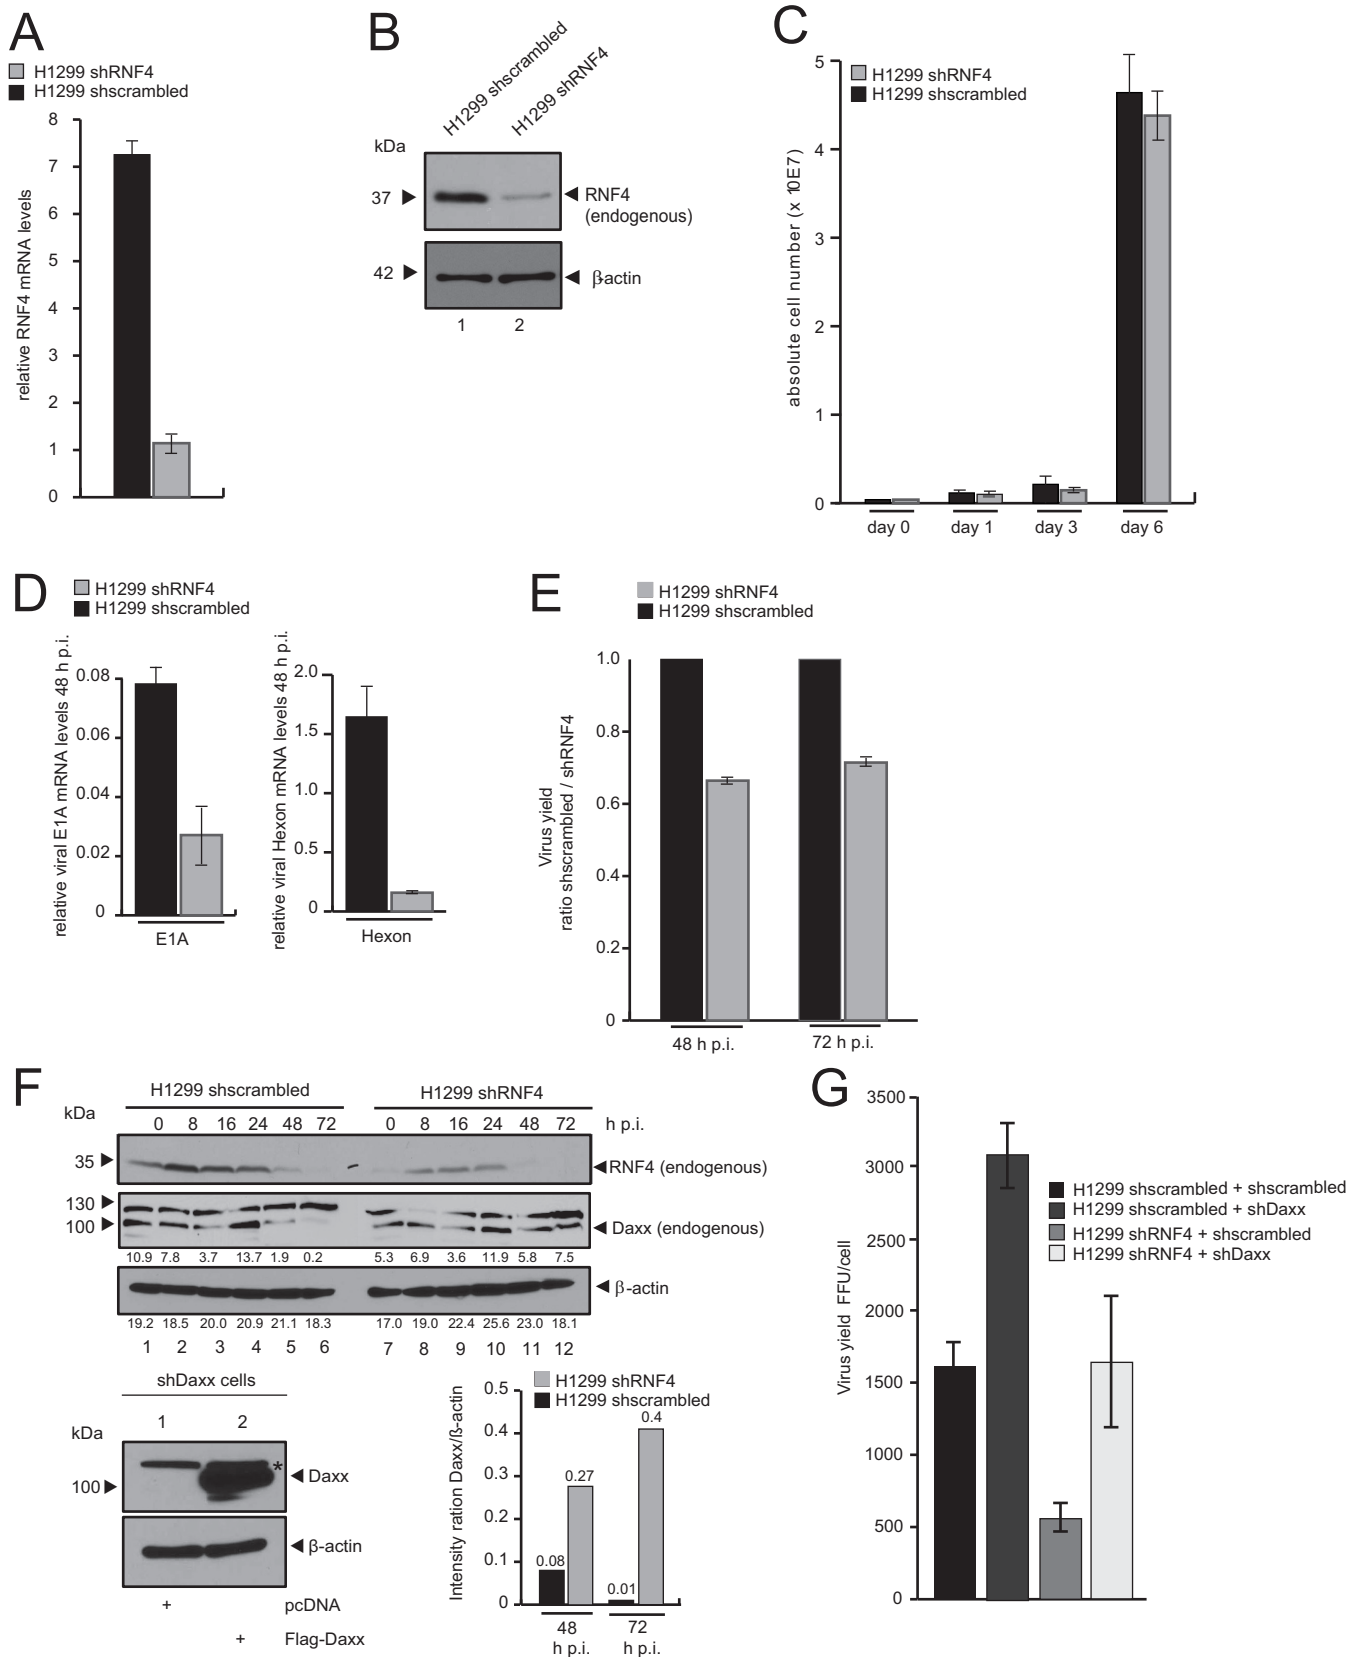 A
H1299 shRNF4
H1299 shscrambled
relative RNF4 mRNA levels
8
7
6
5
4
3
2
1
0
B
H1299 shscrambled
H1299 shRNF4
kDa
37
RNF4
(endogenous)
42
β-actin
1 2
C
H1299 shRNF4
H1299 shscrambled
absolute cell number (x 10E7)
5
4
3
2
1
0
day 0 day 1 day 3 day 6
D
H1299 shRNF4
H1299 shscrambled
relative viral E1A mRNA levels 48 h p.i.
0.08
0.06
0.04
0.02
0
E1A
relative viral Hexon mRNA levels 48 h p.i.
2.0
1.5
1.0
0.5
0
Hexon
E
H1299 shRNF4
H1299 shscrambled
Virus yield
ratio shscrambled / shRNF4
1.0
0.8
0.6
0.4
0.2
0
48 h p.i. 72 h p.i.
F
H1299 shscrambled H1299 shRNF4
kDa
0 8 16 24 48 72 0 8 16 24 48 72 h p.i.
35 RNF4 (endogenous)
130
100 Daxx (endogenous)
10.9 7.8 3.7 13.7 1.9 0.2 5.3 6.9 3.6 11.9 5.8 7.5
β-actin
19.2 18.5 20.0 20.9 21.1 18.3 17.0 19.0 22.4 25.6 23.0 18.1
1 2 3 4 5 6 7 8 9 10 11 12
shDaxx cells
1 2
kDa
*
Daxx
100
β-actin
+ pcDNA
+ Flag-Daxx
H1299 shRNF4
H1299 shscrambled
Intensity ration Daxx/ß-actin
0.5
0.4
0.3
0.2
0.1
0
0.08
0.27
0.01
0.4
48 72
h p.i. h p.i.
G
H1299 shscrambled + shscrambled
H1299 shscrambled + shDaxx
H1299 shRNF4 + shscrambled
H1299 shRNF4 + shDaxx
Virus yield FFU/cell
3500
3000
2500
2000
1500
1000
500
0